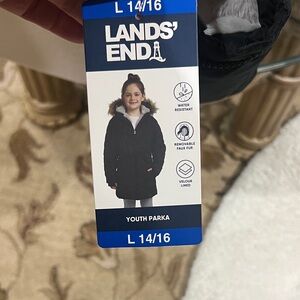 L 14/16
LANDS'
END
WATER
RESISTANT
REMOVABLE
FAUX FUR
VELOUR
LINED
YOUTH PARKA
L 14/16